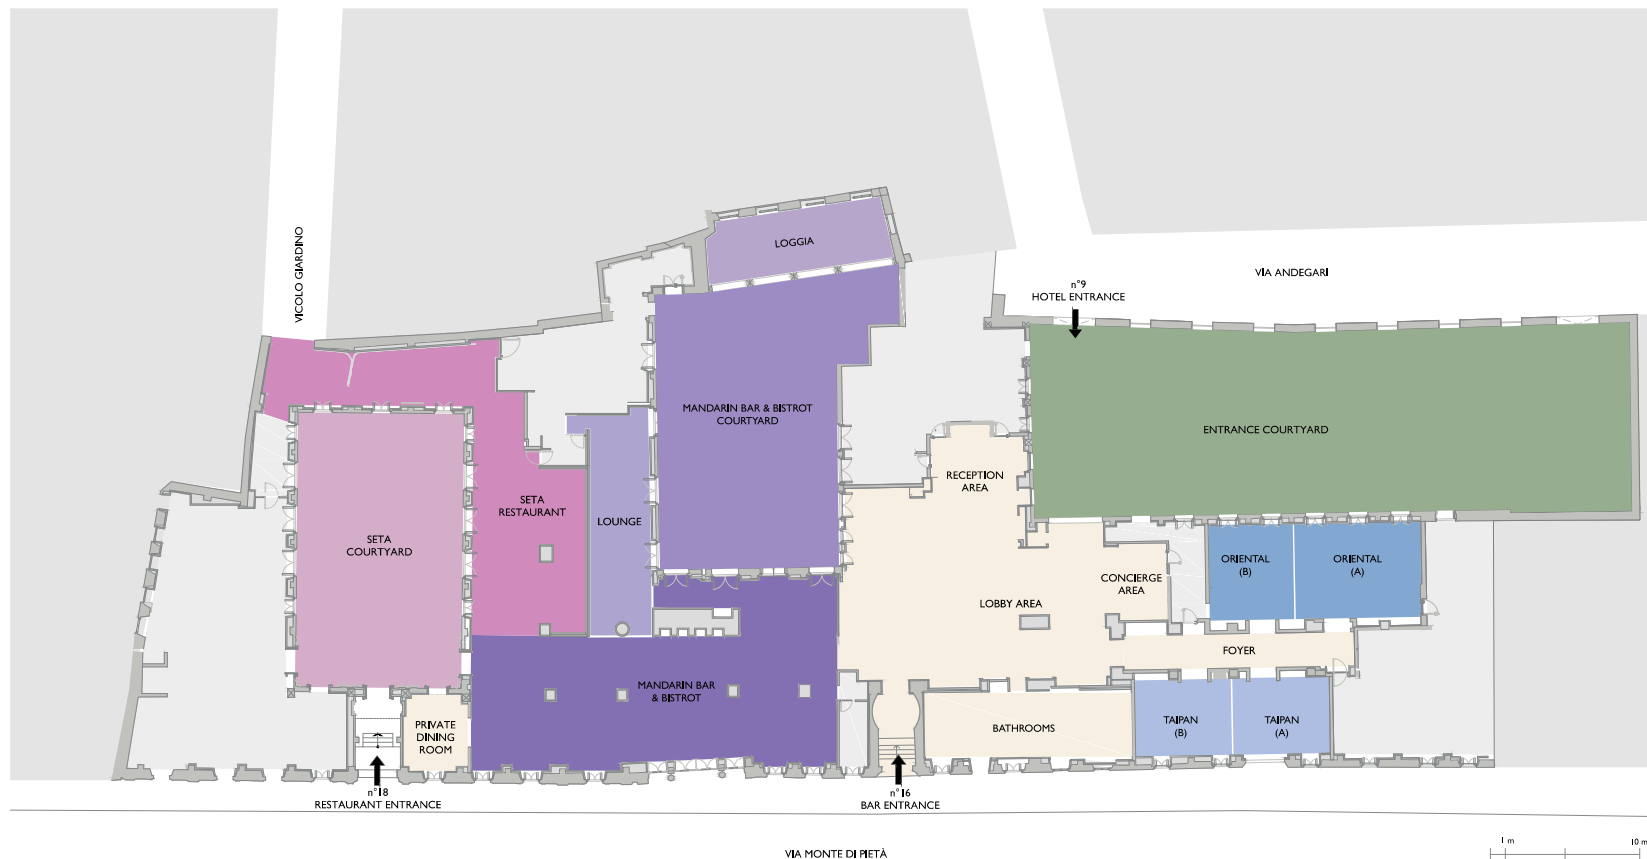 LOGGIA
VICOLO GIARDINO
VIA ANDEGARI
n°9
HOTEL ENTRANCE
MANDARIN BAR & BISTROT
COURTYARD
ENTRANCE COURTYARD
RECEPTION
AREA
SETA
RESTAURANT
LOUNGE
SETA
COURTYARD
ORIENTAL
(B)
ORIENTAL
(A)
CONCIERGE
AREA
LOBBY AREA
FOYER
MANDARIN BAR
& BISTROT
PRIVATE
DINING
ROOM
BATHROOMS
TAIPAN
(B)
TAIPAN
(A)
n°18
RESTAURANT ENTRANCE
n°16
BAR ENTRANCE
1 m
10 m
VIA MONTE DI PIETÀ